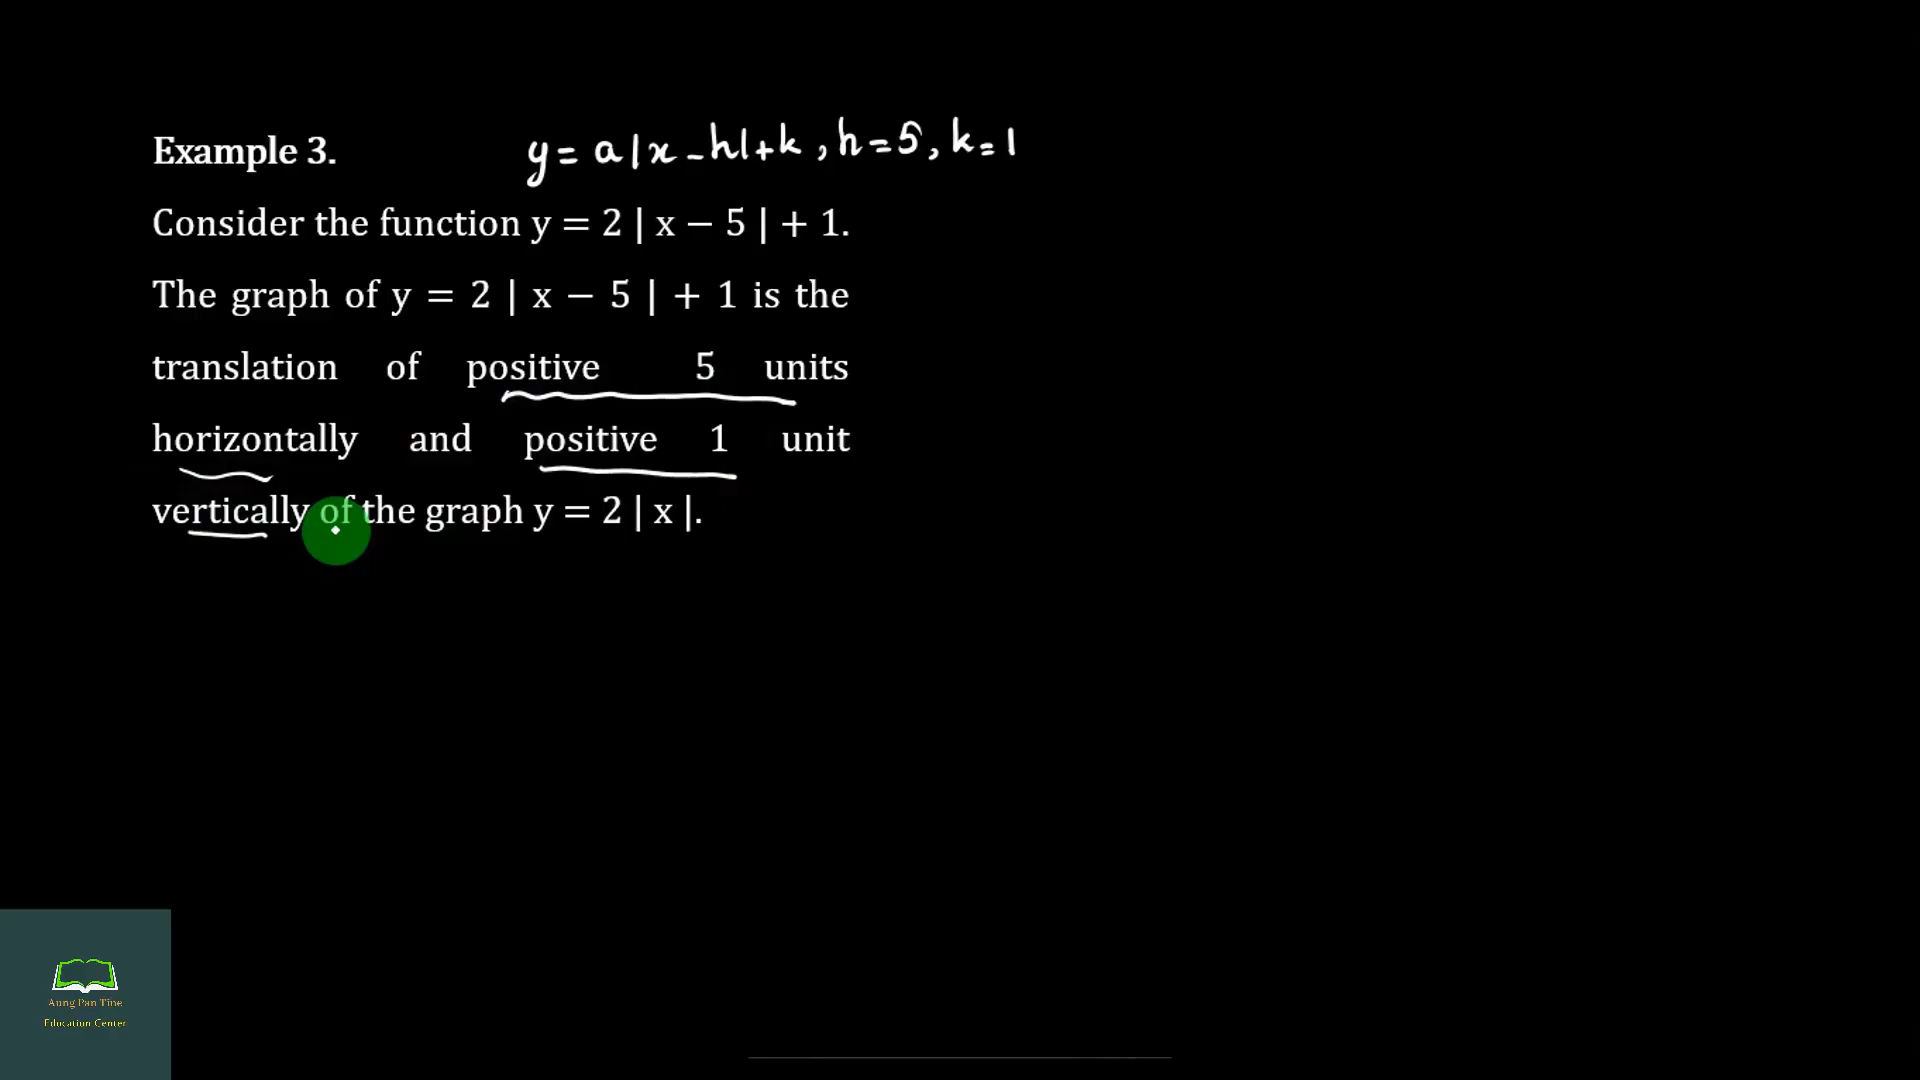 Example 3.
y = a|x - h| + k , h = 5, k = 1
Consider the function y = 2 | x − 5 | + 1.
The graph of y = 2 | x − 5 | + 1 is the
translation of positive 5 units
horizontally and positive 1 unit
vertically of the graph y = 2 | x |.
Aung Pan Tine
Education Center